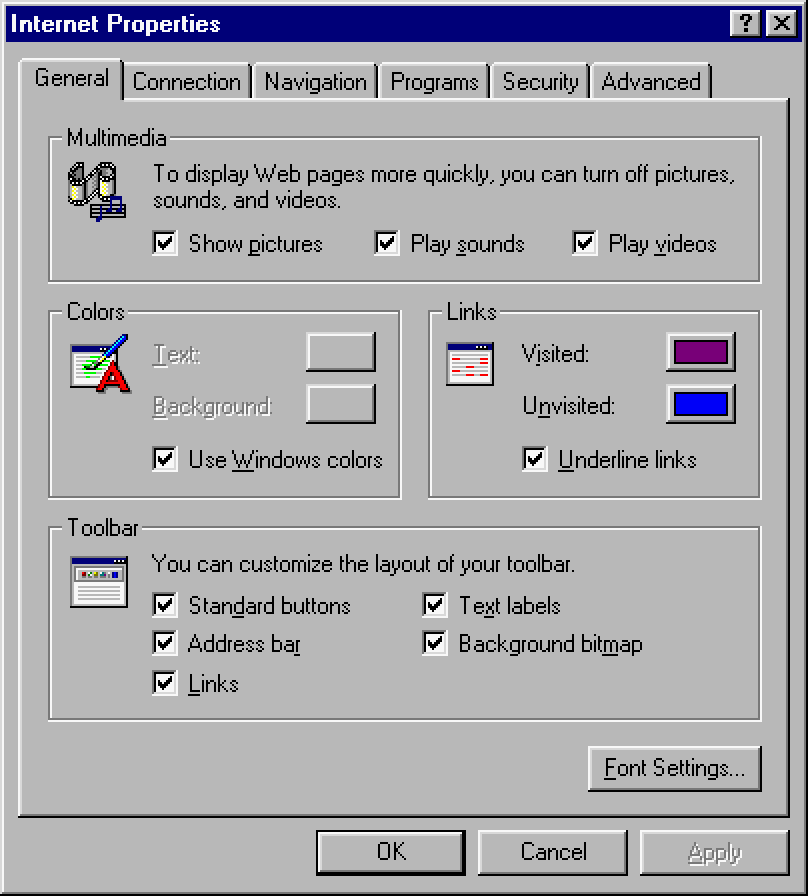 Internet Properties
General Connection Navigation Programs Security Advanced
Multimedia
To display Web pages more quickly, you can turn off pictures,
sounds, and videos.
Show pictures Play sounds Play videos
Colors
Text:
Background:
Use Windows colors
Links
Visited:
Unvisited:
Underline links
Toolbar
You can customize the layout of your toolbar.
Standard buttons Text labels
Address bar Background bitmap
Links
Font Settings...
OK Cancel Apply